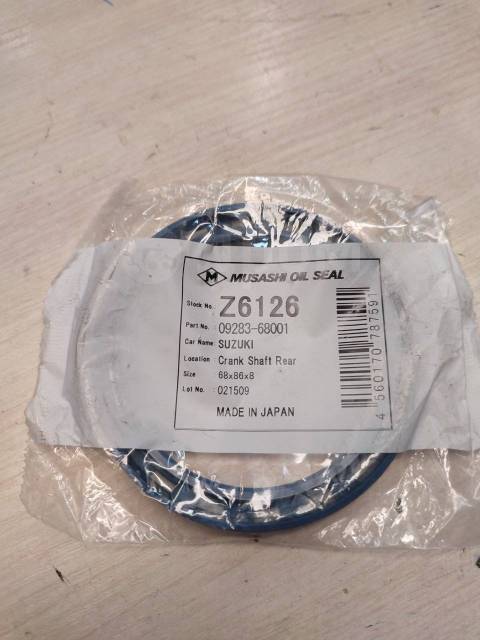 M MUSASHI OIL SEAL
Stock No. Z6126
Part No. 09283-68001
Car Name SUZUKI
Location Crank Shaft Rear
Size 68x86x8
Lot No. 021509
MADE IN JAPAN
4 560170 787591